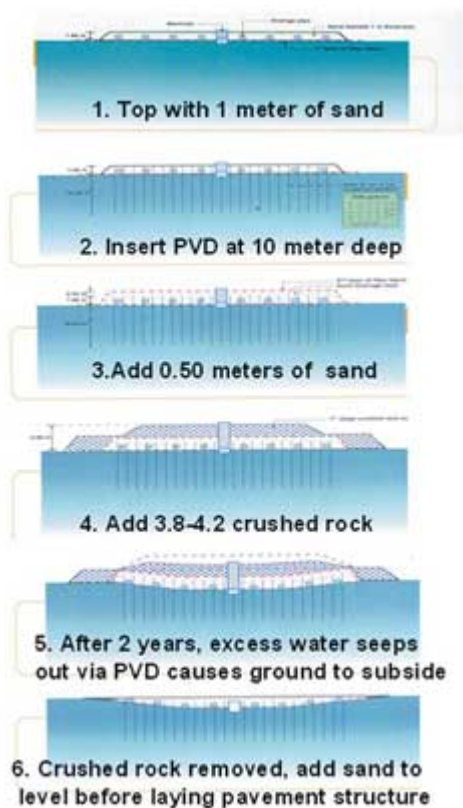 1. Top with 1 meter of sand
2. Insert PVD at 10 meter deep
3.Add 0.50 meters of sand
4. Add 3.8-4.2 crushed rock
5. After 2 years, excess water seeps
out via PVD causes ground to subside
6. Crushed rock removed, add sand to
level before laying pavement structure